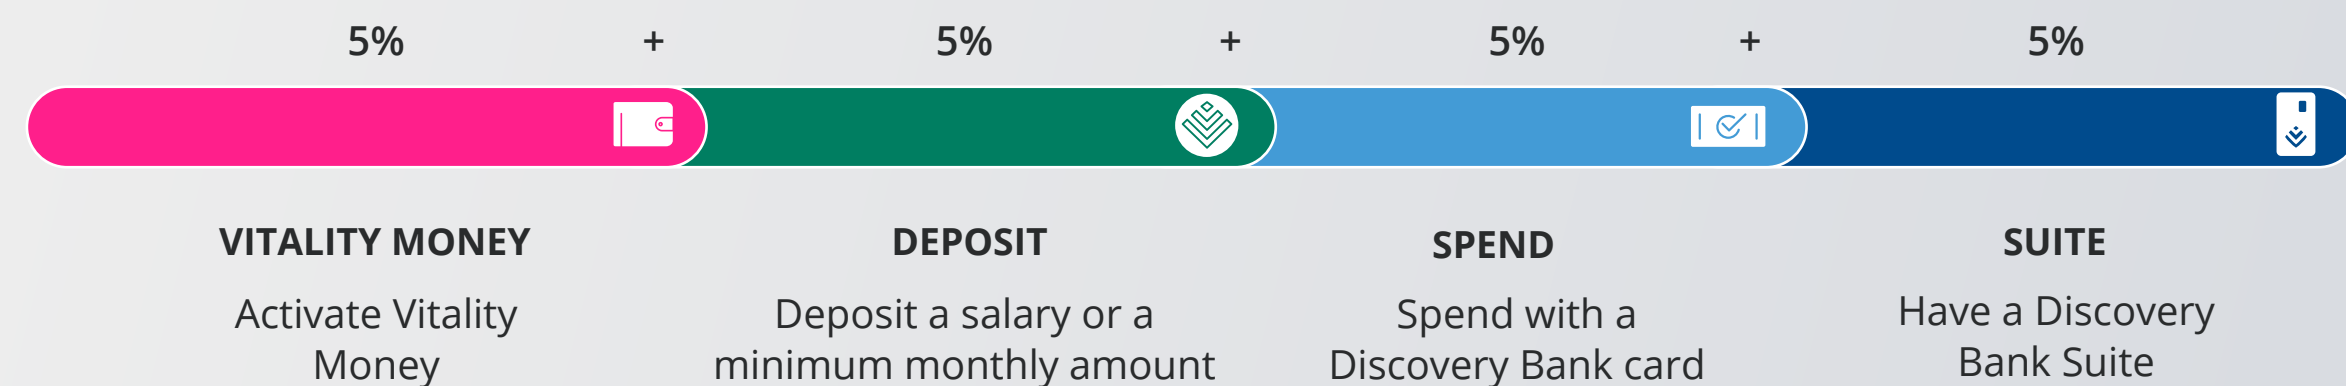 5% + 5% + 5% + 5%
VITALITY MONEY
Activate Vitality
Money
DEPOSIT
Deposit a salary or a
minimum monthly amount
SPEND
Spend with a
Discovery Bank card
SUITE
Have a Discovery
Bank Suite